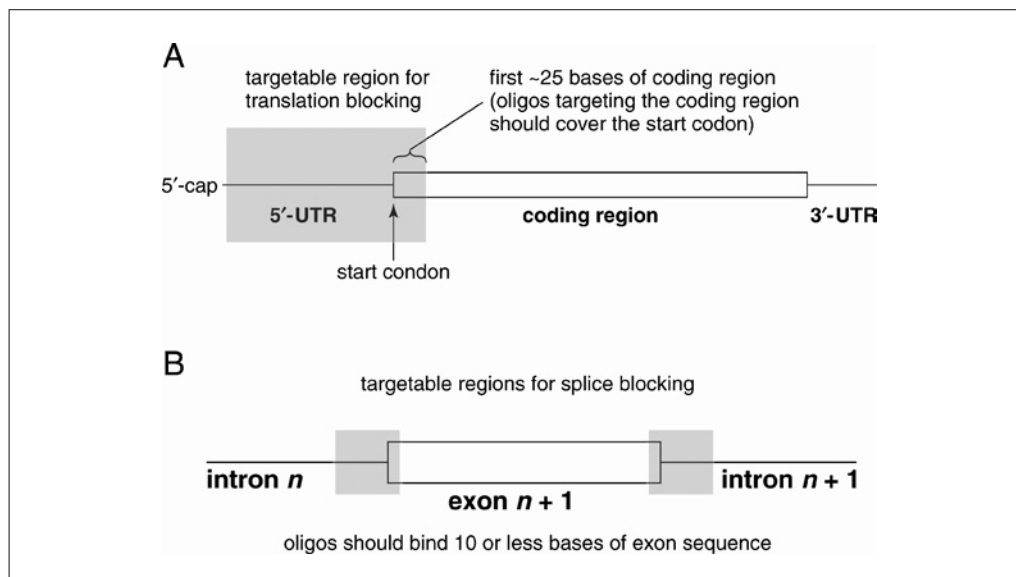 A
targetable region for
translation blocking
first ~25 bases of coding region
(oligos targeting the coding region
should cover the start codon)
5′-cap
5′-UTR
coding region
3′-UTR
start condon
B
targetable regions for splice blocking
intron n
exon n + 1
intron n + 1
oligos should bind 10 or less bases of exon sequence